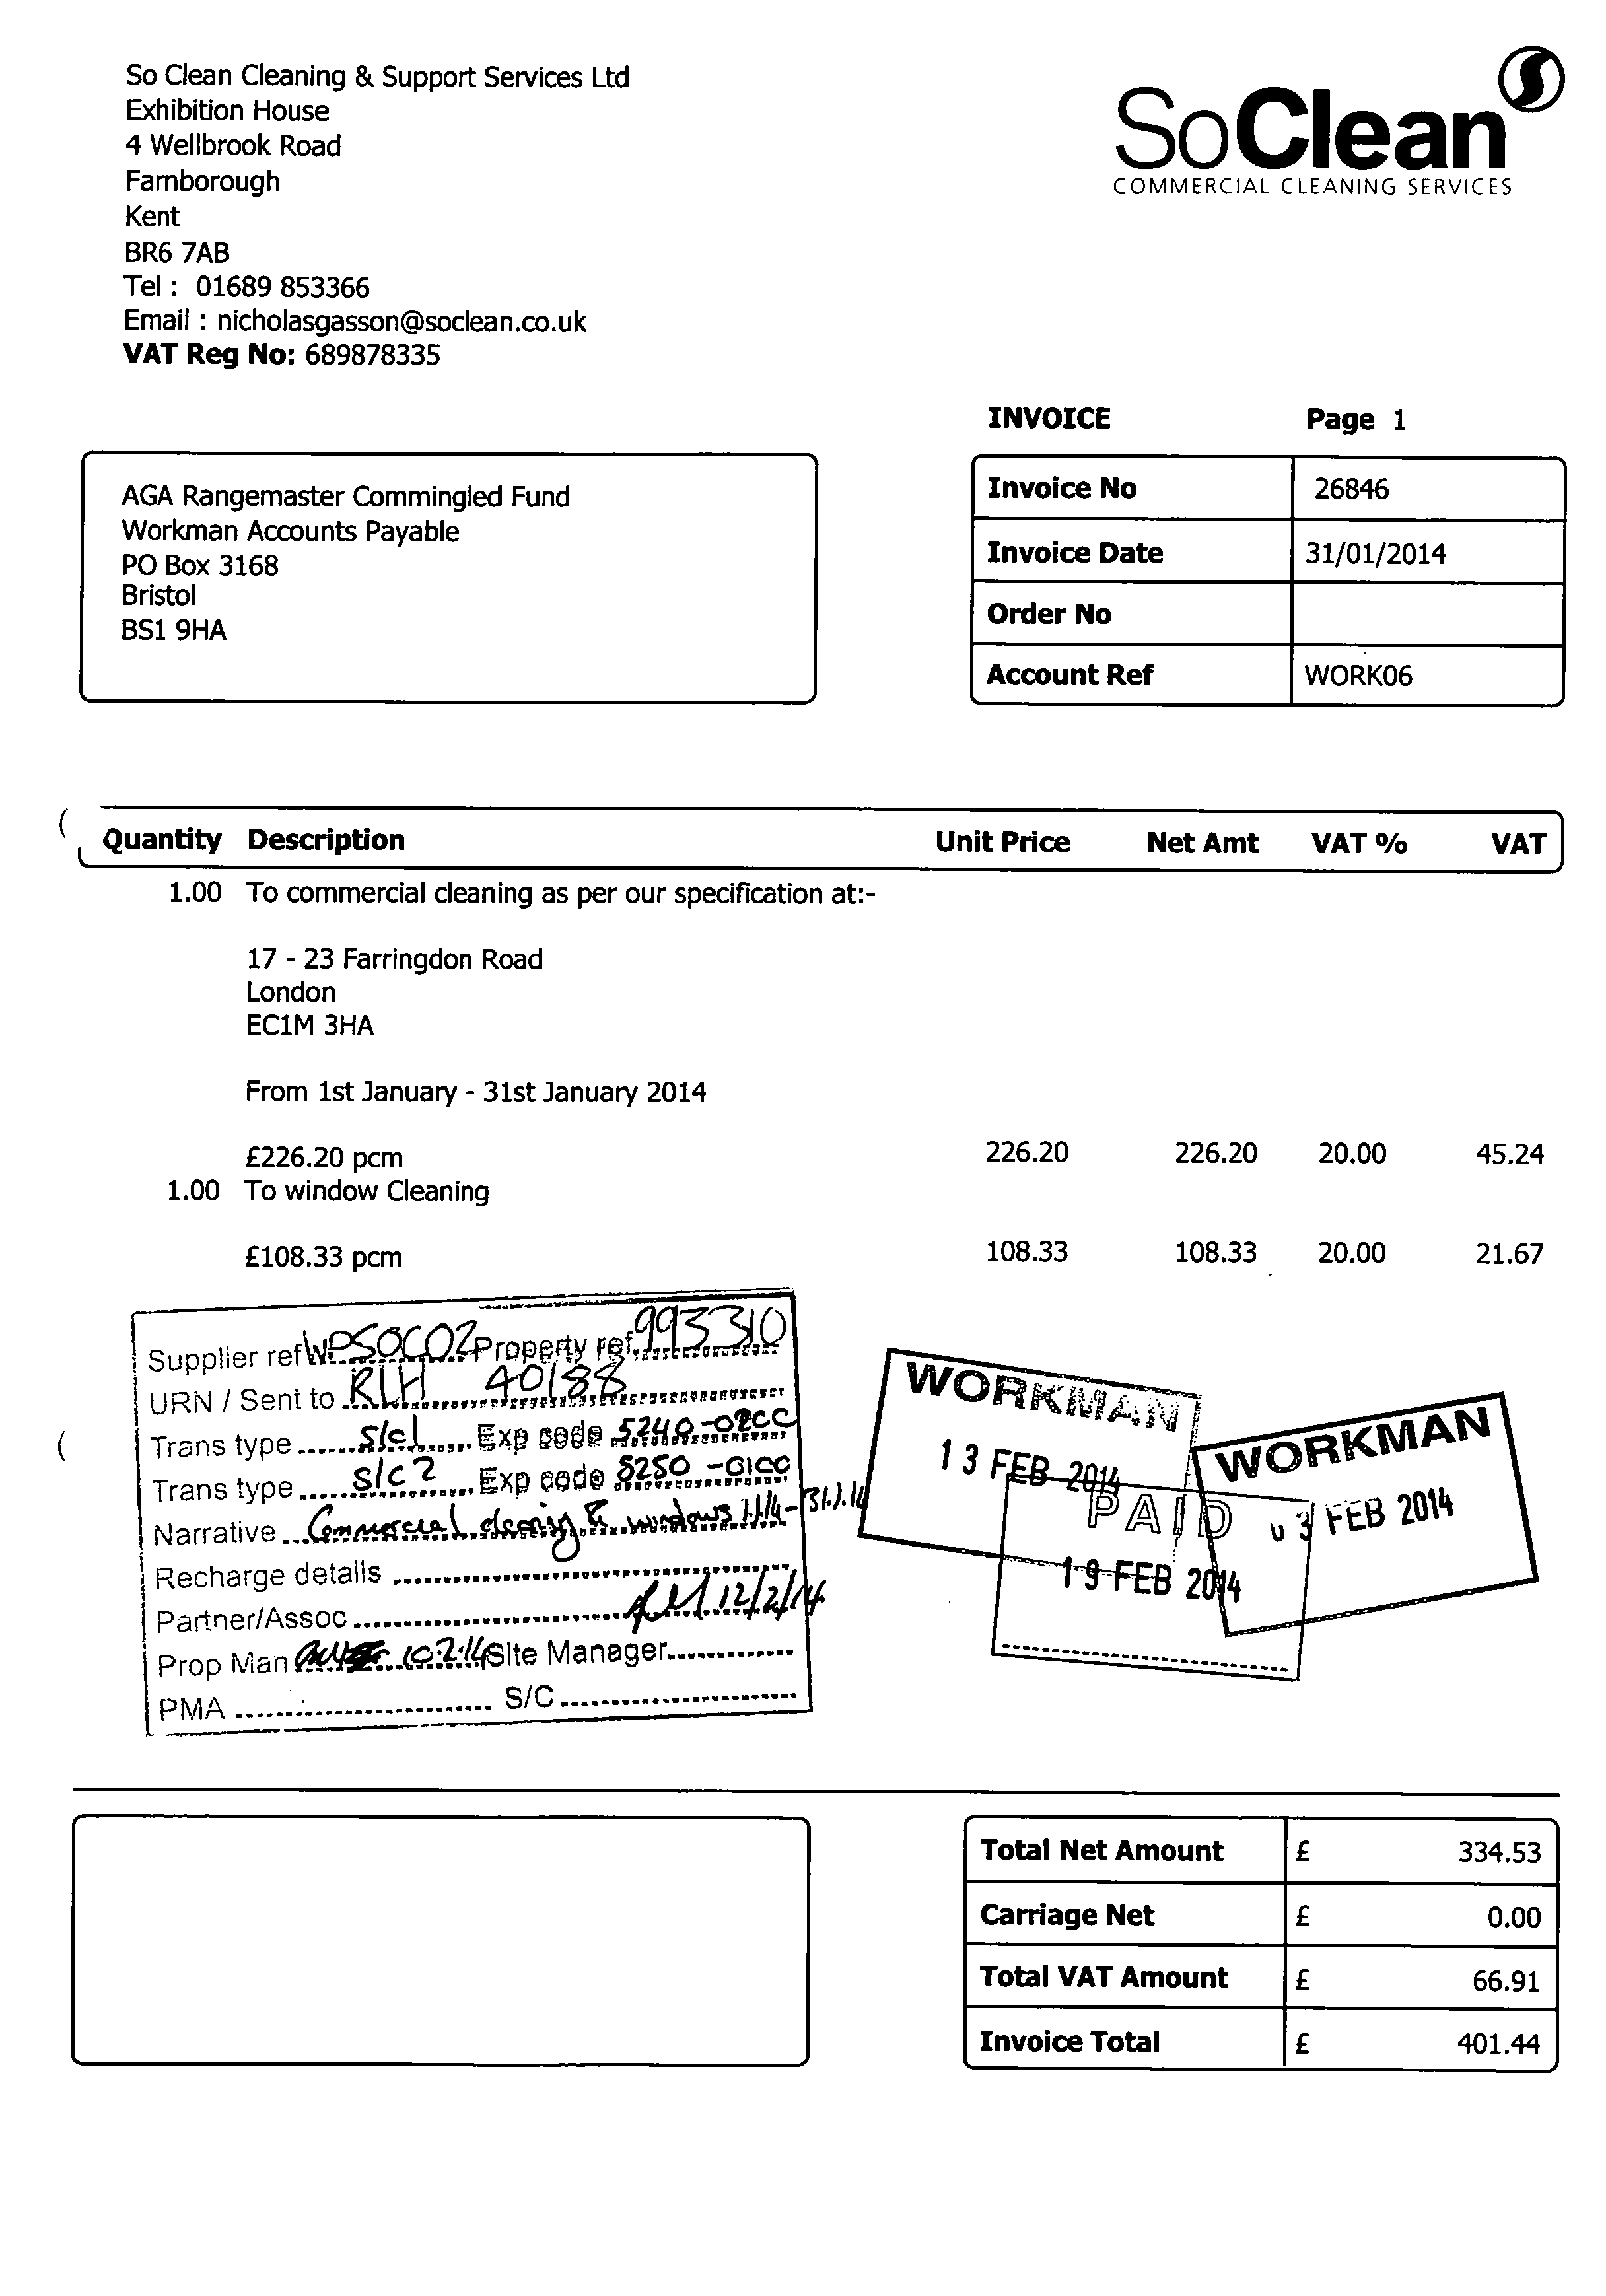 So Clean Cleaning & Support Services Ltd
Exhibition House
4 Wellbrook Road
Farnborough
Kent
BR6 7AB
Tel : 01689 853366
Email : nicholasgasson@soclean.co.uk
VAT Reg No: 689878335
SoClean
COMMERCIAL CLEANING SERVICES
INVOICE Page 1
AGA Rangemaster Commingled Fund
Workman Accounts Payable
PO Box 3168
Bristol
BS1 9HA
Invoice No 26846
Invoice Date 31/01/2014
Order No
Account Ref WORK06
Quantity Description Unit Price Net Amt VAT % VAT
1.00 To commercial cleaning as per our specification at:-
17 - 23 Farringdon Road
London
EC1M 3HA
From 1st January - 31st January 2014
£226.20 pcm 226.20 226.20 20.00 45.24
1.00 To window Cleaning
£108.33 pcm 108.33 108.33 20.00 21.67
Supplier ref WPSOCO2 Property ref 993310
URN / Sent to RLH 40188
Trans type S/c1 Exp code 5240-02CC
Trans type S/c2 Exp code 5250-01CC
Narrative Commercial cleaning & windows 1.1.14-31.1.14
Recharge details
Partner/Assoc 12/2/14
Prop Man 10.2.14 Site Manager
PMA S/C
WORKMAN
13 FEB 2014
PAID
19 FEB 2014
WORKMAN
03 FEB 2014
Total Net Amount £ 334.53
Carriage Net £ 0.00
Total VAT Amount £ 66.91
Invoice Total £ 401.44